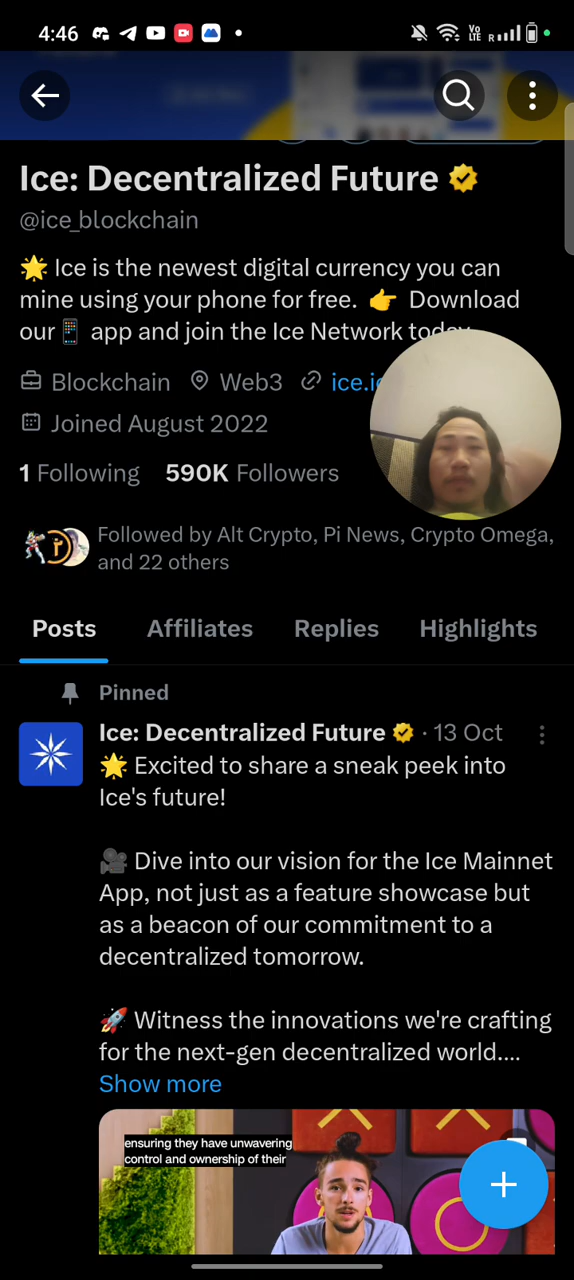 4:46
Vo
LTE
R
Ice: Decentralized Future
@ice_blockchain
🌟 Ice is the newest digital currency you can
mine using your phone for free. 👉 Download
our📱 app and join the Ice Network today.
Blockchain Web3 ice.i
Joined August 2022
1 Following 590K Followers
Followed by Alt Crypto, Pi News, Crypto Omega,
and 22 others
Posts Affiliates Replies Highlights
Pinned
Ice: Decentralized Future · 13 Oct
🌟 Excited to share a sneak peek into
Ice's future!
🎥 Dive into our vision for the Ice Mainnet
App, not just as a feature showcase but
as a beacon of our commitment to a
decentralized tomorrow.
🚀 Witness the innovations we're crafting
for the next-gen decentralized world....
Show more
ensuring they have unwavering
control and ownership of their